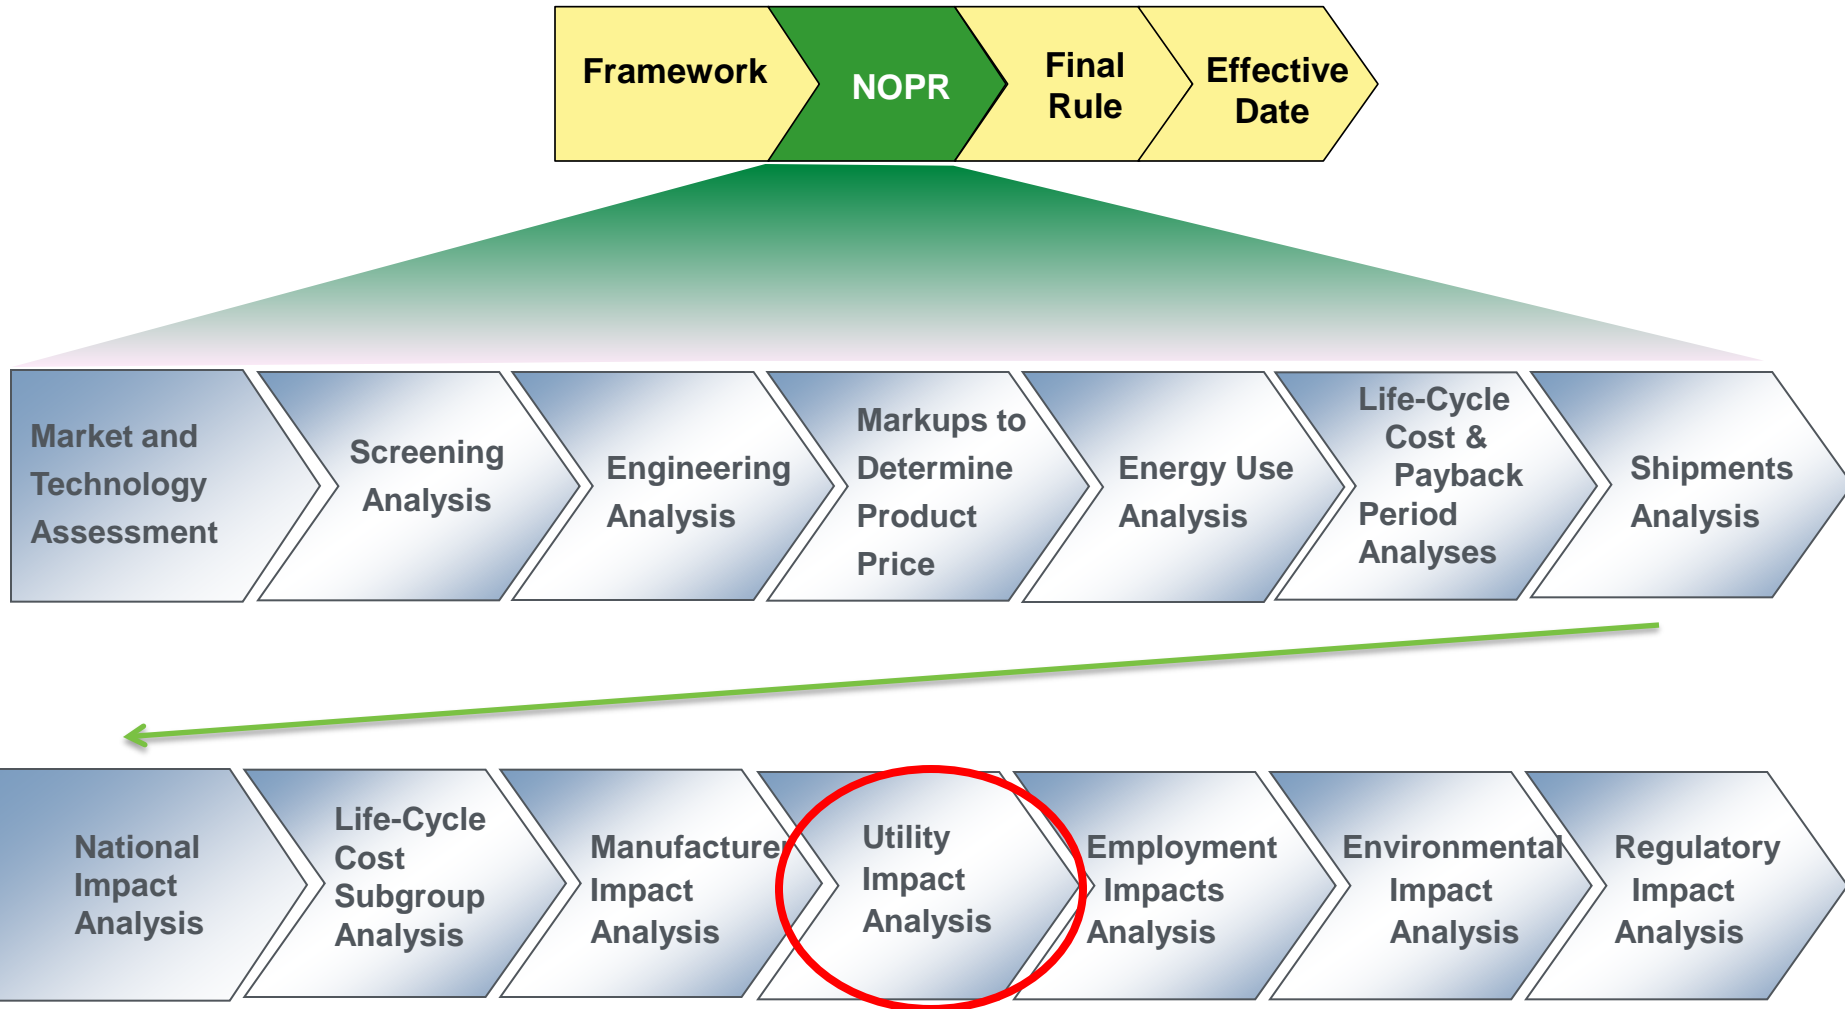 Framework
NOPR
Final
Rule
Effective
Date
Market and
Technology
Assessment
Screening
Analysis
Engineering
Analysis
Markups to
Determine
Product
Price
Energy Use
Analysis
Life-Cycle
Cost &
Payback
Period
Analyses
Shipments
Analysis
National
Impact
Analysis
Life-Cycle
Cost
Subgroup
Analysis
Manufacturer
Impact
Analysis
Utility
Impact
Analysis
Employment
Impacts
Analysis
Environmental
Impact
Analysis
Regulatory
Impact
Analysis